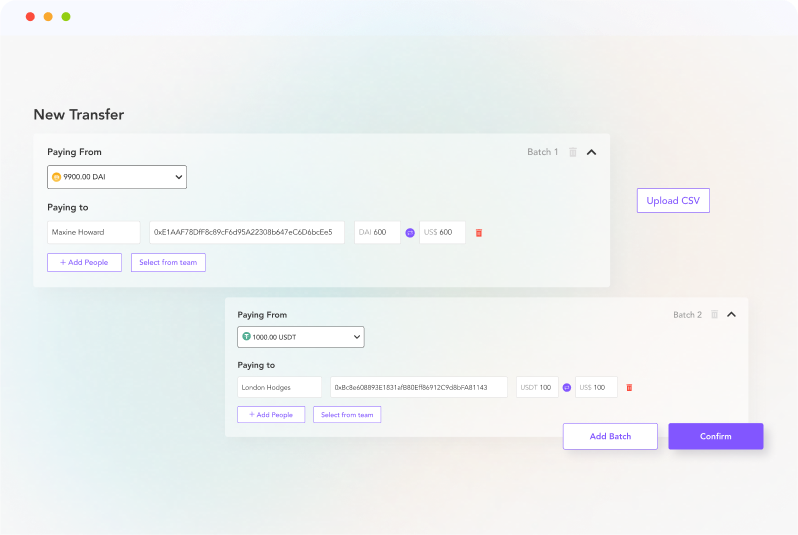 New Transfer
Paying From
Batch 1
9900.00 DAI
Paying to
Maxine Howard
0xE1AAF78DfF8c89cF6d95A22308b647eC6D6bcEe5
DAI 600
US$ 600
+ Add People
Select from team
Upload CSV
Paying From
Batch 2
1000.00 USDT
Paying to
London Hodges
0xBc8e608893E1831af880Eff86912C9d8bFA81143
USDT 100
US$ 100
+ Add People
Select from team
Add Batch
Confirm